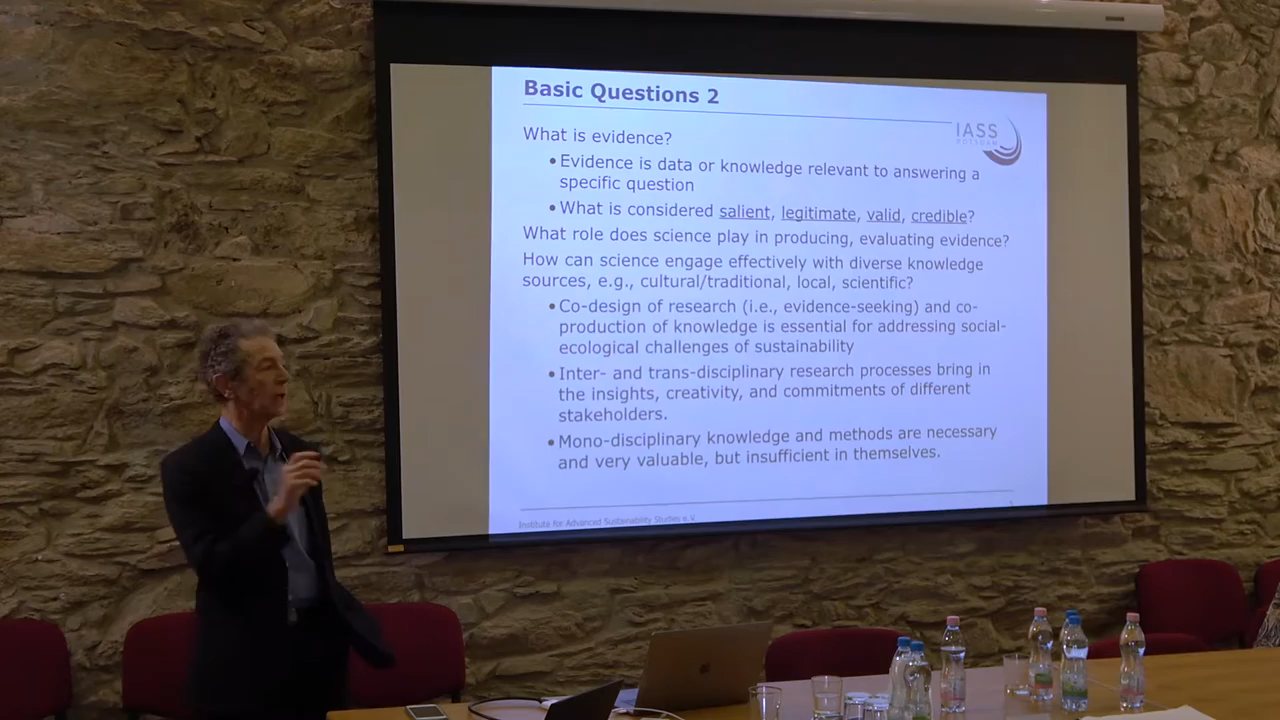 Basic Questions 2
IASS
POTSDAM
What is evidence?
•Evidence is data or knowledge relevant to answering a
specific question
•What is considered salient, legitimate, valid, credible?
What role does science play in producing, evaluating evidence?
How can science engage effectively with diverse knowledge
sources, e.g., cultural/traditional, local, scientific?
•Co-design of research (i.e., evidence-seeking) and co-
production of knowledge is essential for addressing social-
ecological challenges of sustainability
•Inter- and trans-disciplinary research processes bring in
the insights, creativity, and commitments of different
stakeholders.
•Mono-disciplinary knowledge and methods are necessary
and very valuable, but insufficient in themselves.
Institute for Advanced Sustainability Studies e.V.